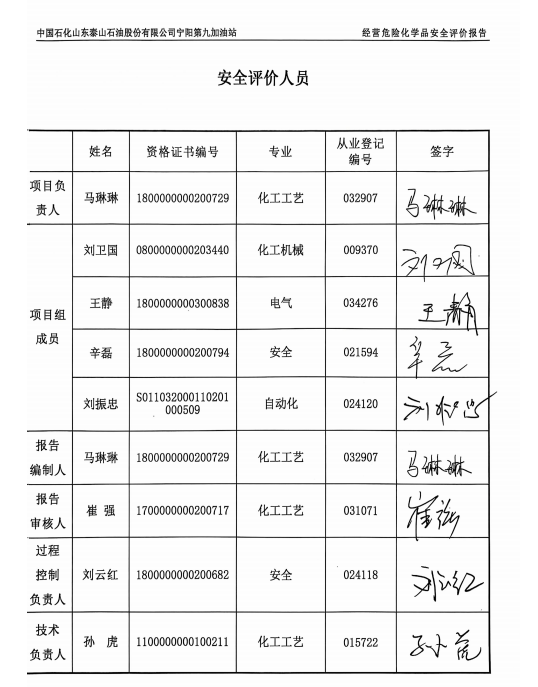 中国石化山东泰山石油股份有限公司宁阳第九加油站 经营危险化学品安全评价报告
安全评价人员
姓名 资格证书编号 专业 从业登记编号 签字
项目负责人 马琳琳 1800000000200729 化工工艺 032907 马琳琳
项目组成员 刘卫国 0800000000203440 化工机械 009370 刘卫国
王静 1800000000300838 电气 034276 王静
辛磊 1800000000200794 安全 021594 辛磊
刘振忠 S011032000110201000509 自动化 024120 刘振忠
报告编制人 马琳琳 1800000000200729 化工工艺 032907 马琳琳
报告审核人 崔强 1700000000200717 化工工艺 031071 崔强
过程控制负责人 刘云红 1800000000200682 安全 024118 刘云红
技术负责人 孙虎 1100000000100211 化工工艺 015722